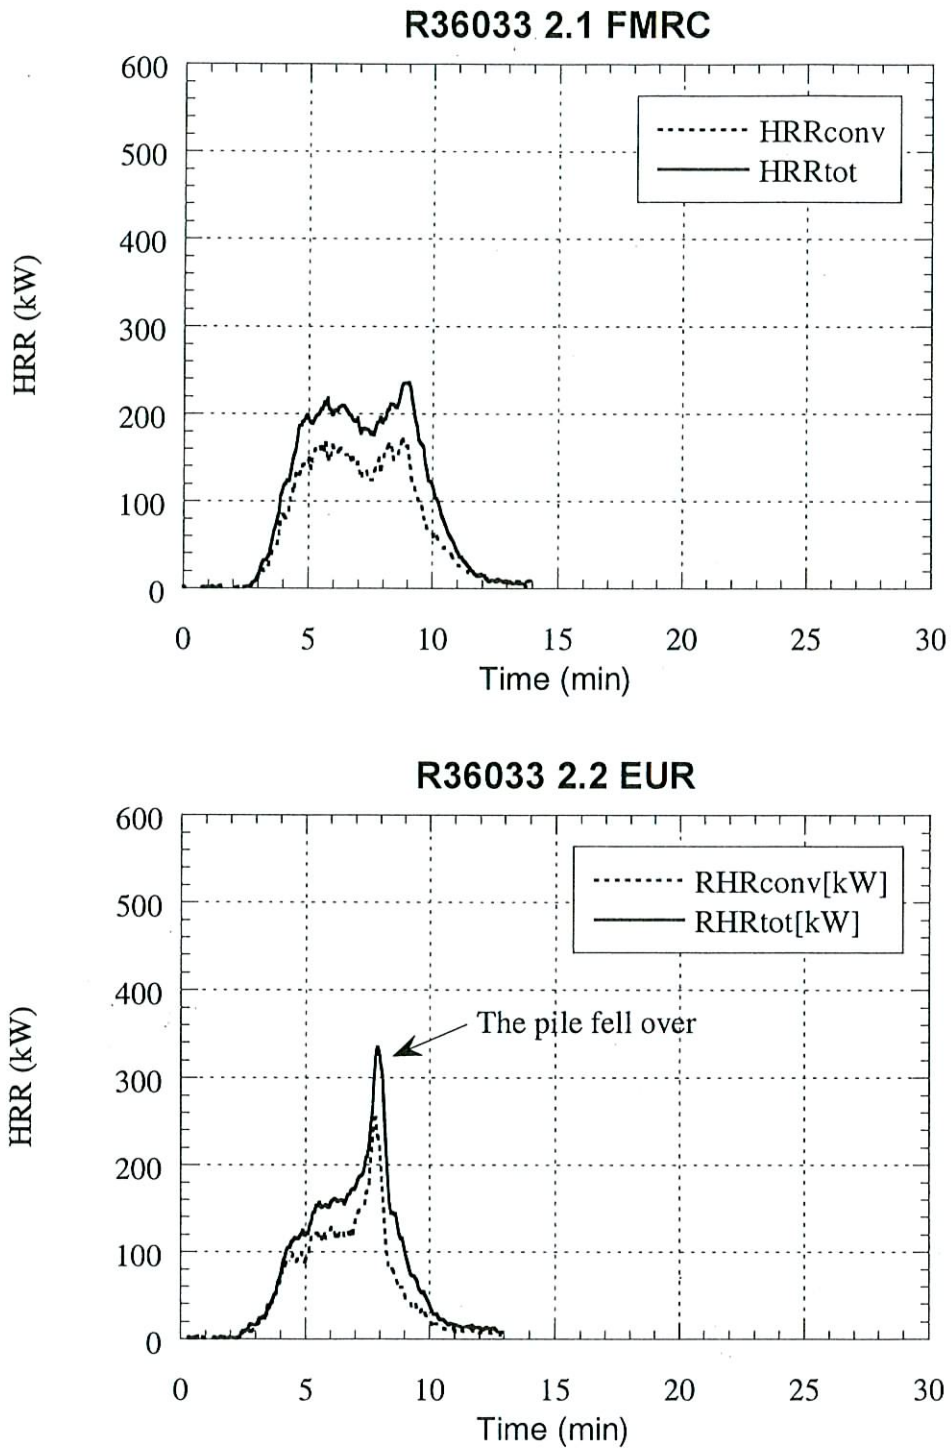 R36033 2.1 FMRC
600
500
400
300
200
100
0
HRR (kW)
HRRconv
HRRtot
0 5 10 15 20 25 30
Time (min)
R36033 2.2 EUR
600
500
400
300
200
100
0
HRR (kW)
RHRconv[kW]
RHRtot[kW]
The pile fell over
0 5 10 15 20 25 30
Time (min)